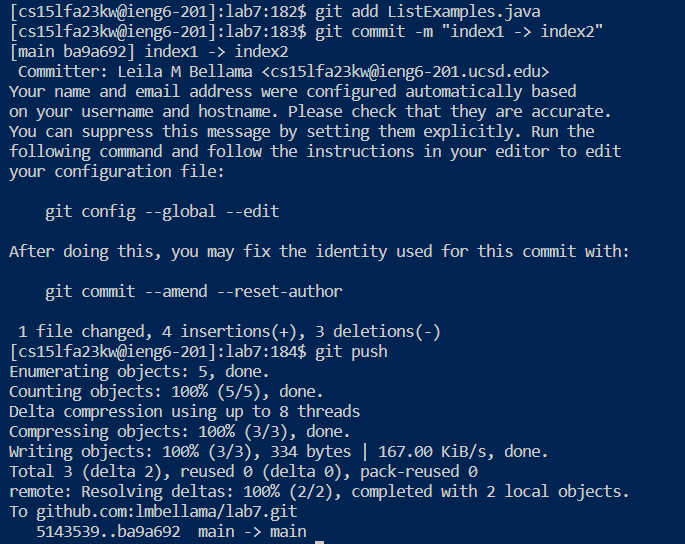 [cs15lfa23kw@ieng6-201]:lab7:182$ git add ListExamples.java
[cs15lfa23kw@ieng6-201]:lab7:183$ git commit -m "index1 -> index2"
[main ba9a692] index1 -> index2
 Committer: Leila M Bellama <cs15lfa23kw@ieng6-201.ucsd.edu>
Your name and email address were configured automatically based
on your username and hostname. Please check that they are accurate.
You can suppress this message by setting them explicitly. Run the
following command and follow the instructions in your editor to edit
your configuration file:

    git config --global --edit

After doing this, you may fix the identity used for this commit with:

    git commit --amend --reset-author

 1 file changed, 4 insertions(+), 3 deletions(-)
[cs15lfa23kw@ieng6-201]:lab7:184$ git push
Enumerating objects: 5, done.
Counting objects: 100% (5/5), done.
Delta compression using up to 8 threads
Compressing objects: 100% (3/3), done.
Writing objects: 100% (3/3), 334 bytes | 167.00 KiB/s, done.
Total 3 (delta 2), reused 0 (delta 0), pack-reused 0
remote: Resolving deltas: 100% (2/2), completed with 2 local objects.
To github.com:lmbellama/lab7.git
   5143539..ba9a692  main -> main